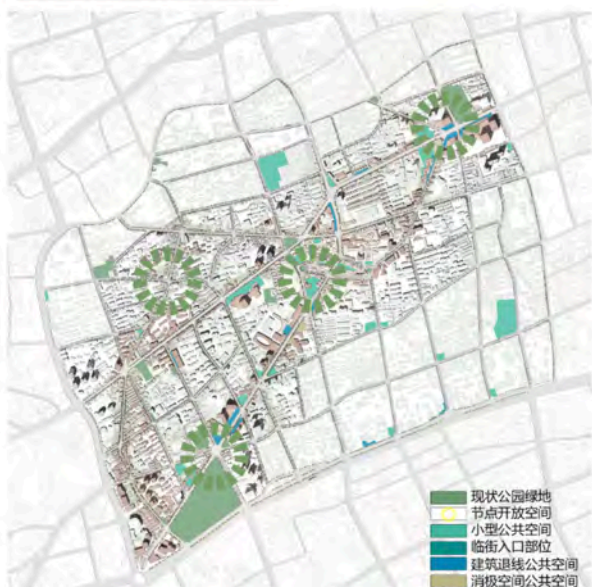 现状公园绿地
节点开放空间
小型公共空间
临街入口部位
建筑退线公共空间
消极空间公共空间